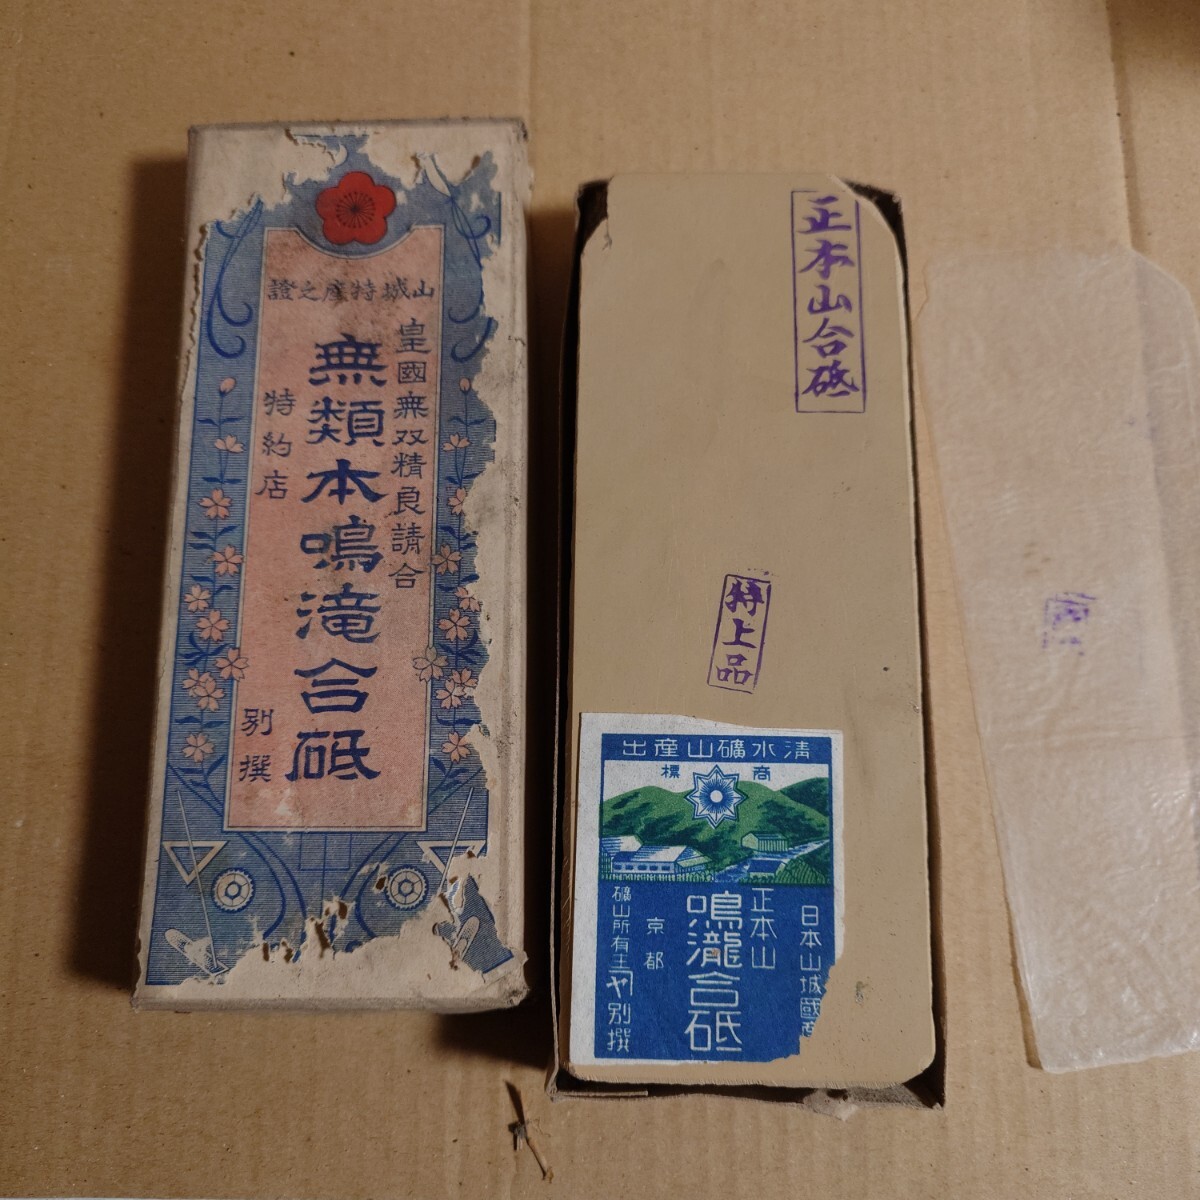 山城特産之證
皇國無双精良請合
無類本鳴滝合砥
特約店
別撰
正本山合砥
特上品
清水礦山産出
商標
日本山城國
正本山
鳴瀧合砥
京都
礦山所有主
別撰